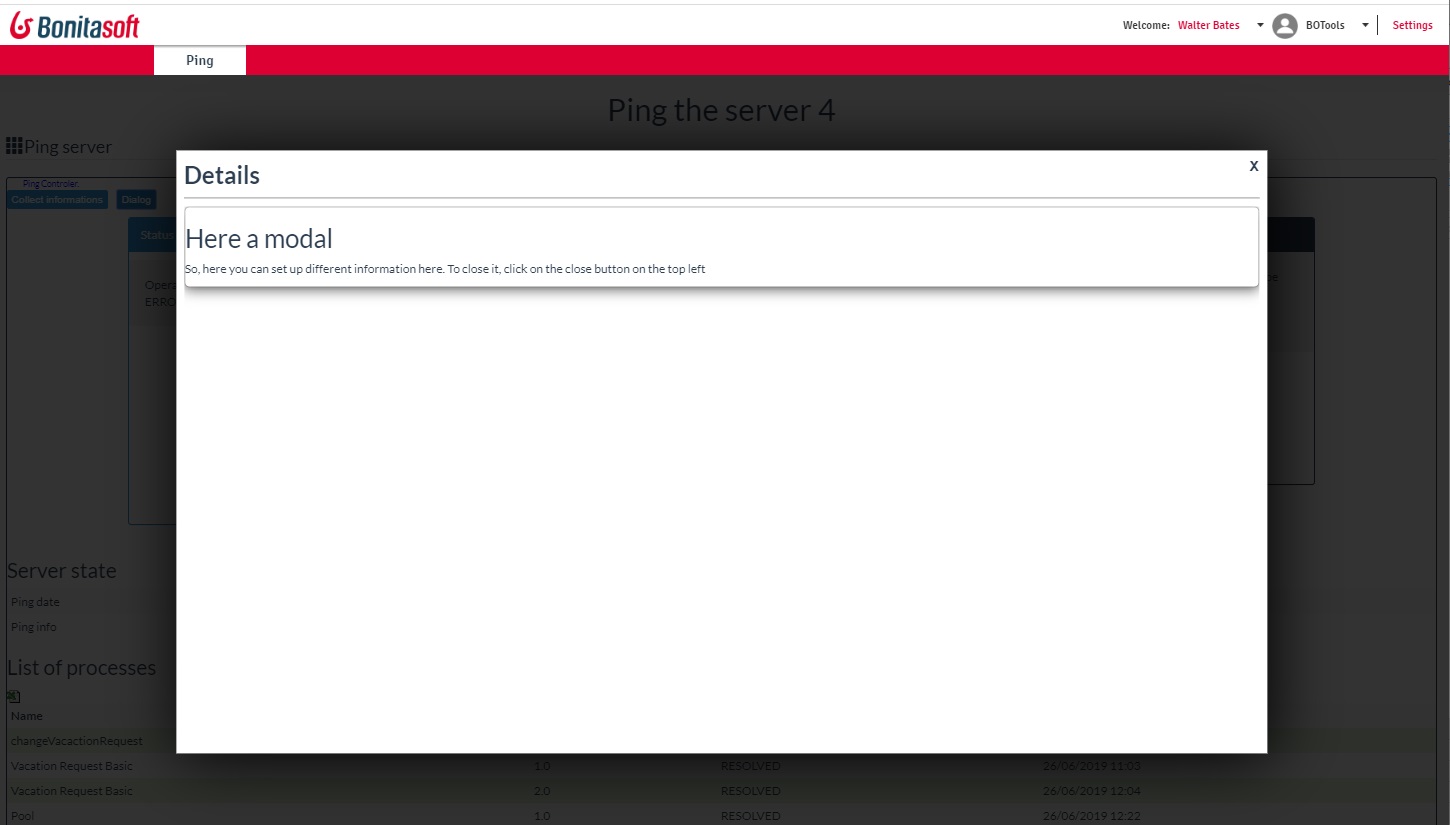 Bonitasoft
Welcome: Walter Bates BOTools Settings
Ping
Ping the server 4
Ping server
Details X
Ping Controler.
Collect informations Dialog
Status
Here a modal
So, here you can set up different information here. To close it, click on the close button on the top left
Opera
ERRO
Server state
Ping date
Ping info
List of processes
Name
changeVacactionRequest
Vacation Request Basic 1.0 RESOLVED 26/06/2019 11:03
Vacation Request Basic 2.0 RESOLVED 26/06/2019 12:04
Pool 1.0 RESOLVED 26/06/2019 12:22